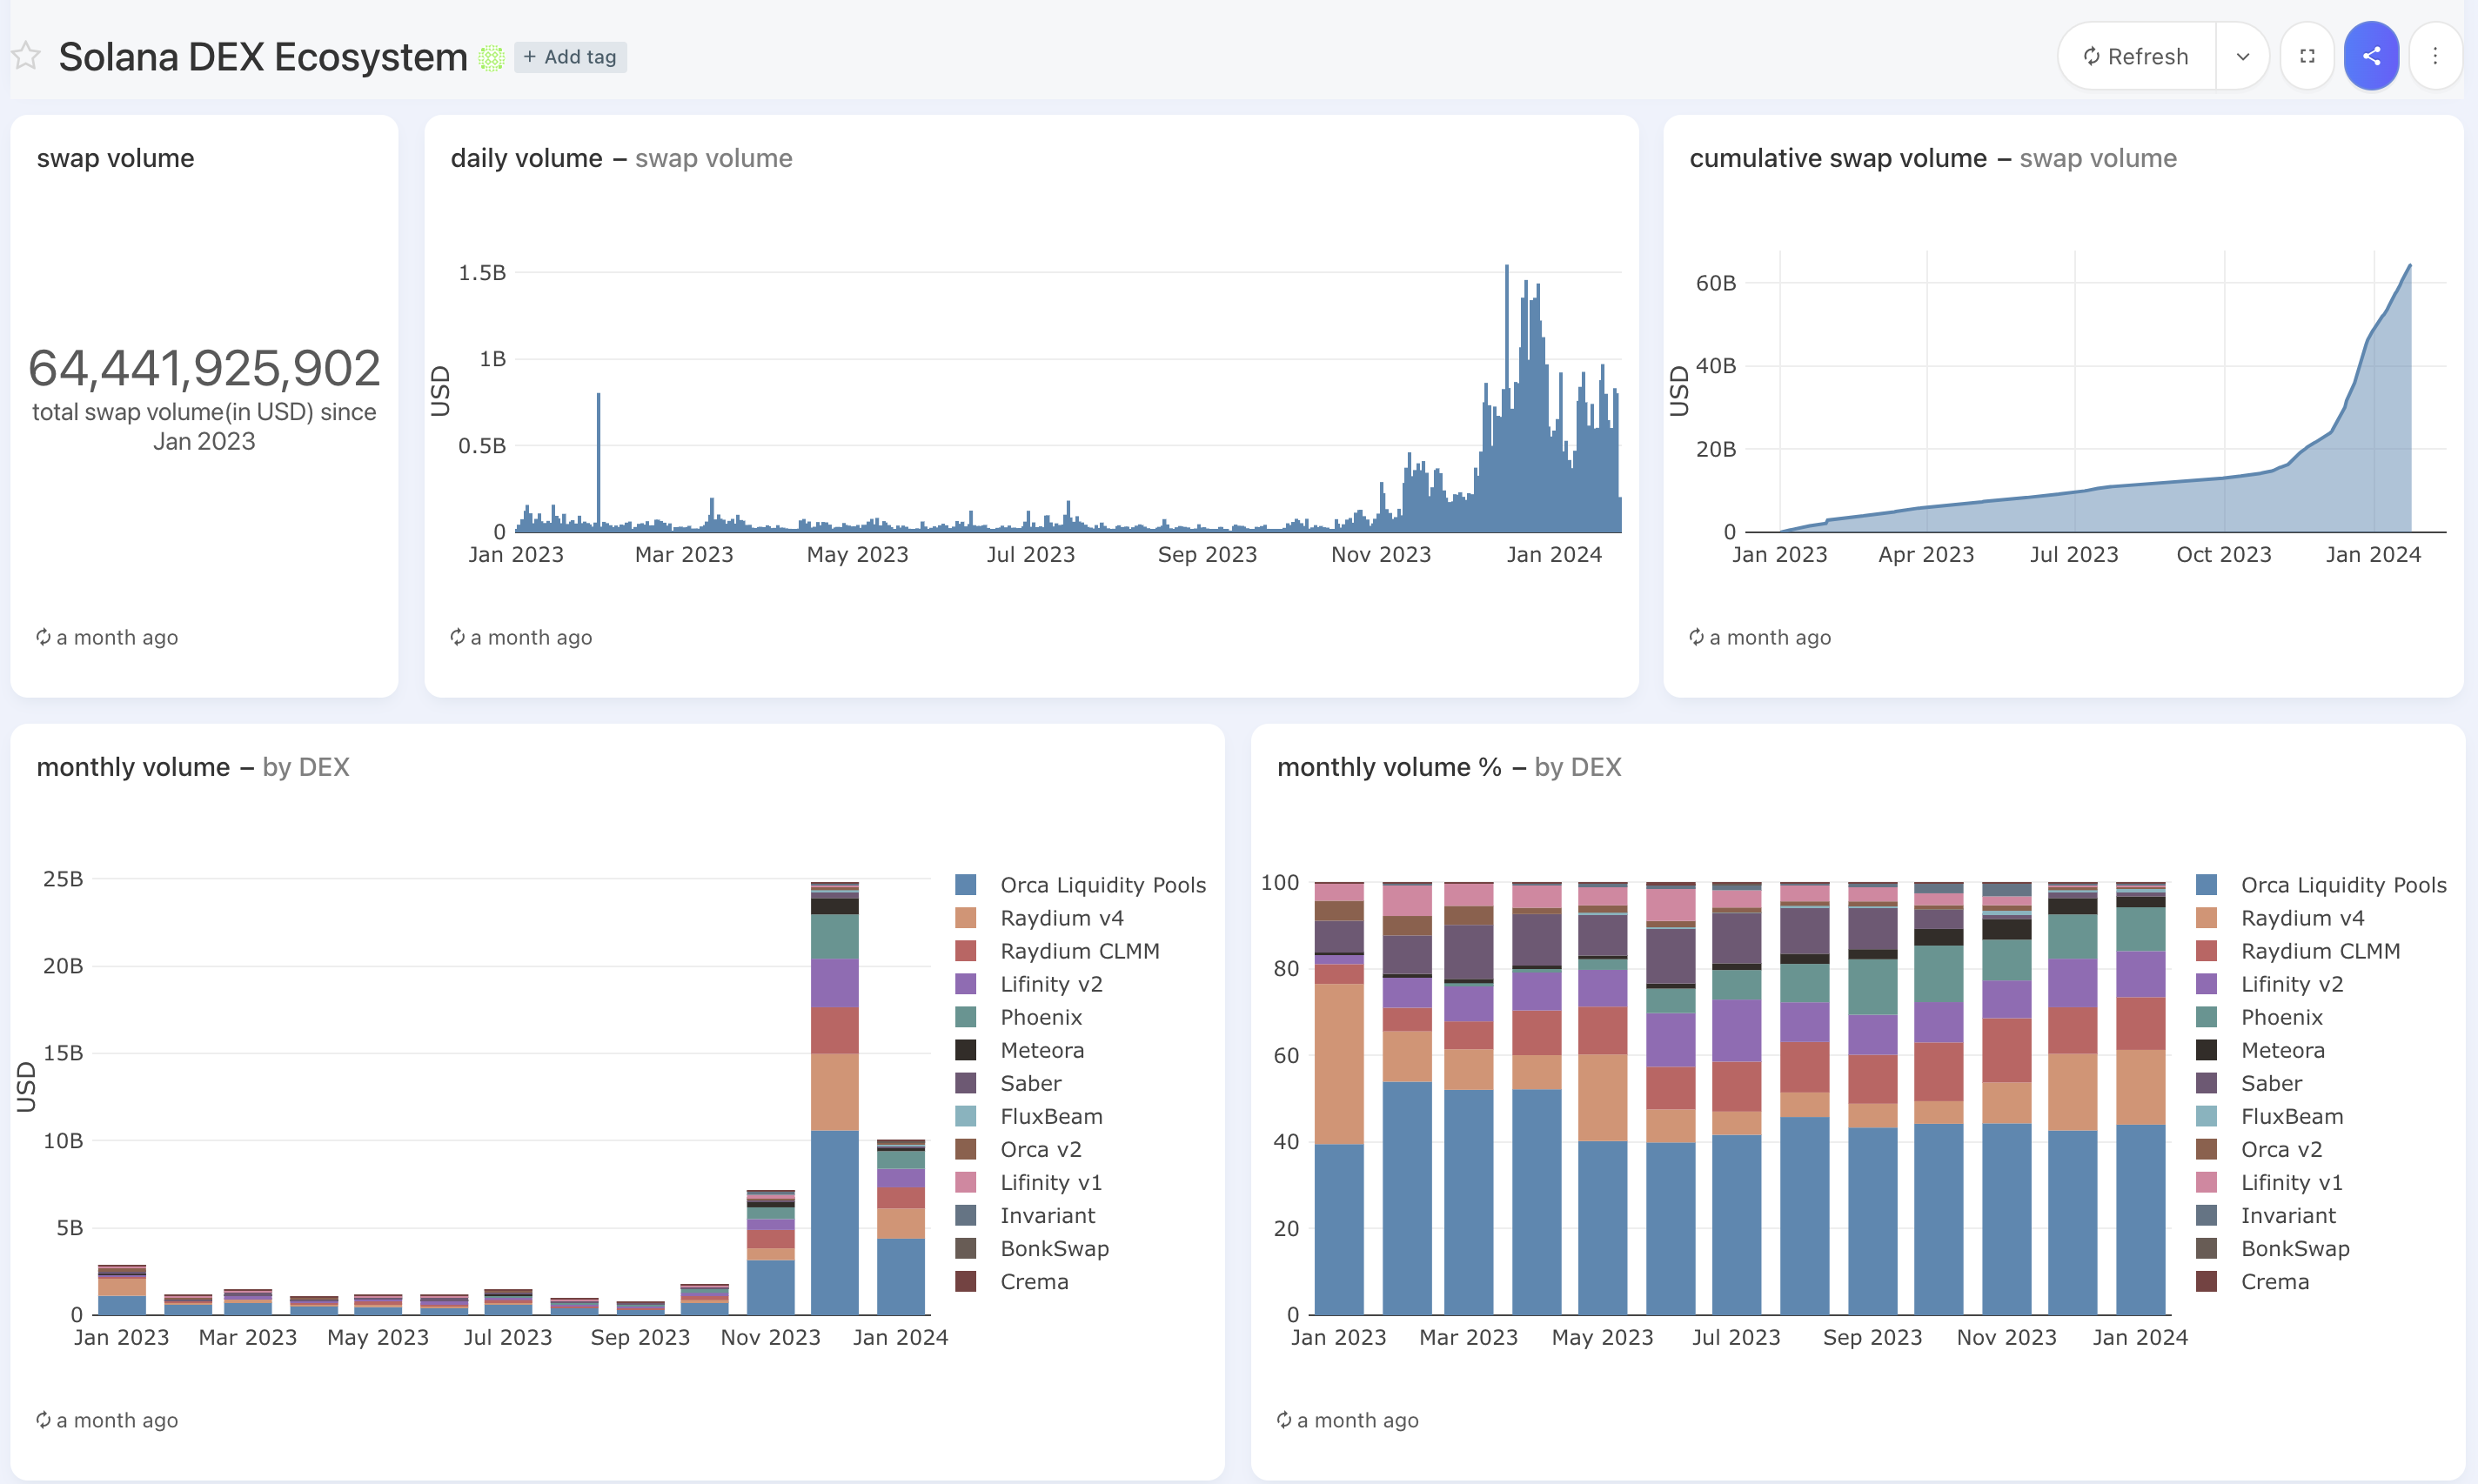 Solana DEX Ecosystem
+ Add tag
Refresh
swap volume
64,441,925,902
total swap volume(in USD) since
Jan 2023
a month ago
daily volume – swap volume
1.5B
1B
0.5B
0
USD
Jan 2023
Mar 2023
May 2023
Jul 2023
Sep 2023
Nov 2023
Jan 2024
a month ago
cumulative swap volume – swap volume
60B
40B
20B
0
USD
Jan 2023
Apr 2023
Jul 2023
Oct 2023
Jan 2024
a month ago
monthly volume – by DEX
25B
20B
15B
10B
5B
0
USD
Jan 2023
Mar 2023
May 2023
Jul 2023
Sep 2023
Nov 2023
Jan 2024
Orca Liquidity Pools
Raydium v4
Raydium CLMM
Lifinity v2
Phoenix
Meteora
Saber
FluxBeam
Orca v2
Lifinity v1
Invariant
BonkSwap
Crema
a month ago
monthly volume % – by DEX
100
80
60
40
20
0
Jan 2023
Mar 2023
May 2023
Jul 2023
Sep 2023
Nov 2023
Jan 2024
Orca Liquidity Pools
Raydium v4
Raydium CLMM
Lifinity v2
Phoenix
Meteora
Saber
FluxBeam
Orca v2
Lifinity v1
Invariant
BonkSwap
Crema
a month ago